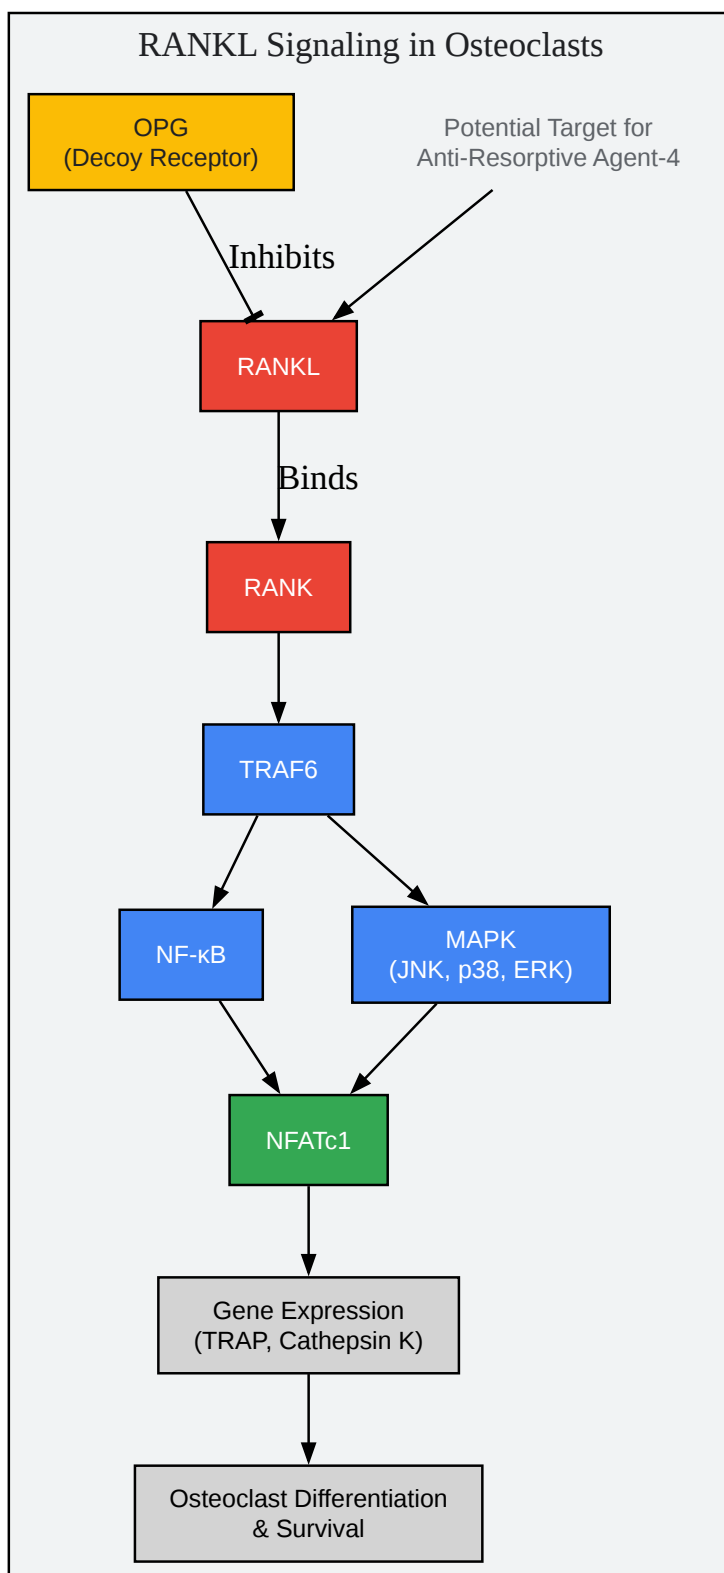 RANKL Signaling in Osteoclasts
OPG
(Decoy Receptor)
Potential Target for
Anti-Resorptive Agent-4
Inhibits
RANKL
Binds
RANK
TRAF6
NF-κB
MAPK
(JNK, p38, ERK)
NFATc1
Gene Expression
(TRAP, Cathepsin K)
Osteoclast Differentiation
& Survival